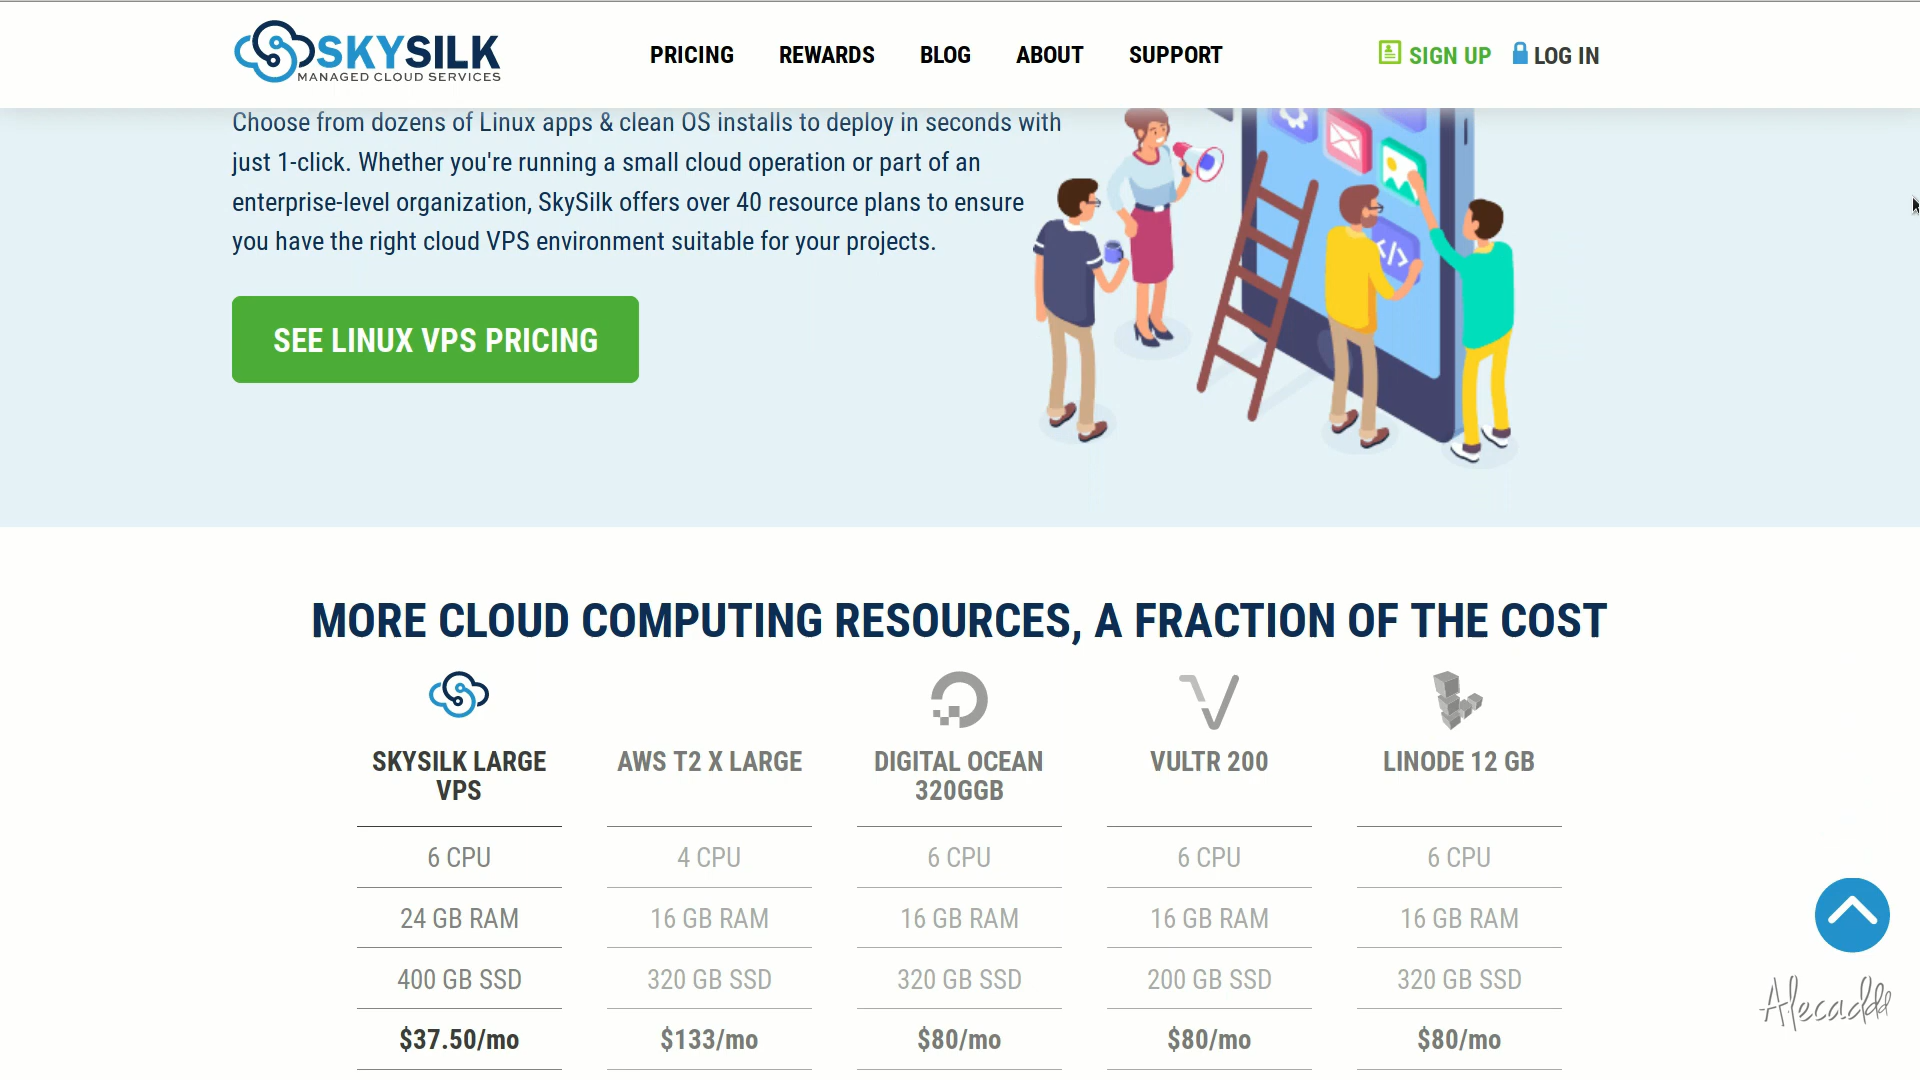 SKYSILK
MANAGED CLOUD SERVICES
PRICING REWARDS BLOG ABOUT SUPPORT
SIGN UP LOG IN
Choose from dozens of Linux apps & clean OS installs to deploy in seconds with
just 1-click. Whether you're running a small cloud operation or part of an
enterprise-level organization, SkySilk offers over 40 resource plans to ensure
you have the right cloud VPS environment suitable for your projects.
</>
SEE LINUX VPS PRICING
MORE CLOUD COMPUTING RESOURCES, A FRACTION OF THE COST
SKYSILK LARGE
VPS
AWS T2 X LARGE
DIGITAL OCEAN
320GGB
VULTR 200
LINODE 12 GB
6 CPU 4 CPU 6 CPU 6 CPU 6 CPU
24 GB RAM 16 GB RAM 16 GB RAM 16 GB RAM 16 GB RAM
400 GB SSD 320 GB SSD 320 GB SSD 200 GB SSD 320 GB SSD
$37.50/mo $133/mo $80/mo $80/mo $80/mo
Alecaddd